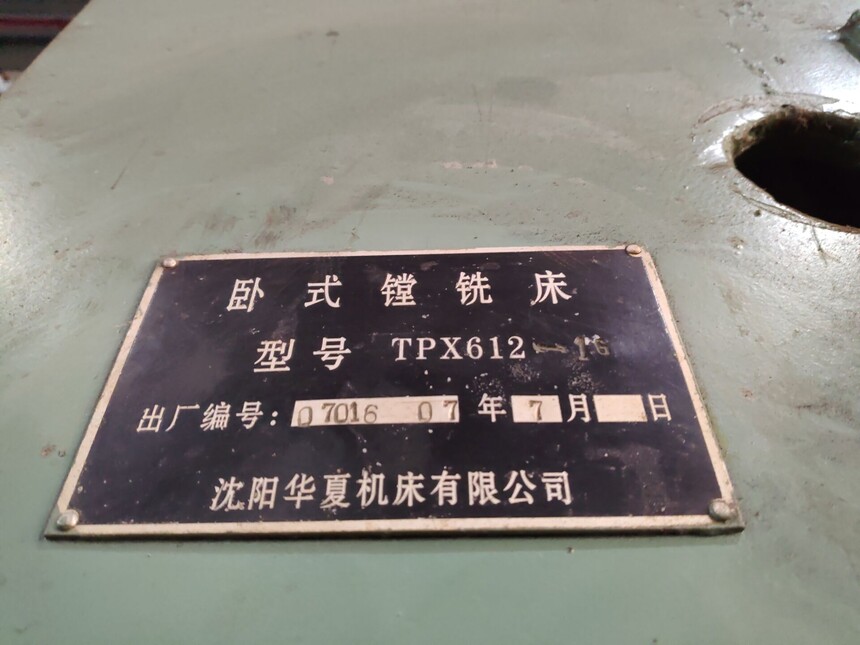 卧式镗铣床
型号 TPX612-16
出厂编号: 07016 07 年 7 月 日
沈阳华夏机床有限公司